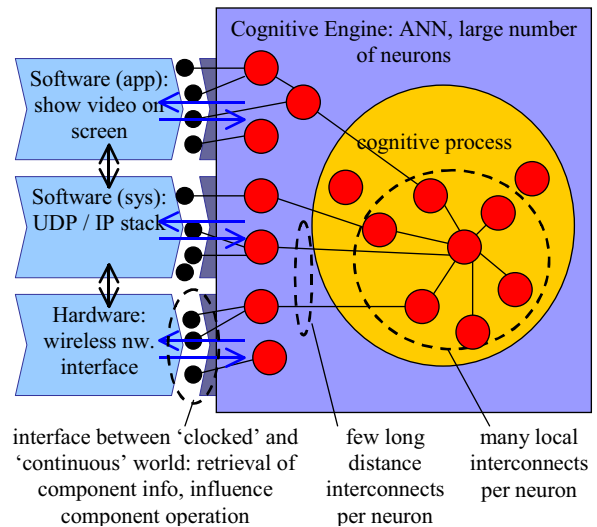 Cognitive Engine: ANN, large number
of neurons
Software (app):
show video on
screen
cognitive process
Software (sys):
UDP / IP stack
Hardware:
wireless nw.
interface
interface between ‘clocked’ and
‘continuous’ world: retrieval of
component info, influence
component operation
few long
distance
interconnects
per neuron
many local
interconnects
per neuron